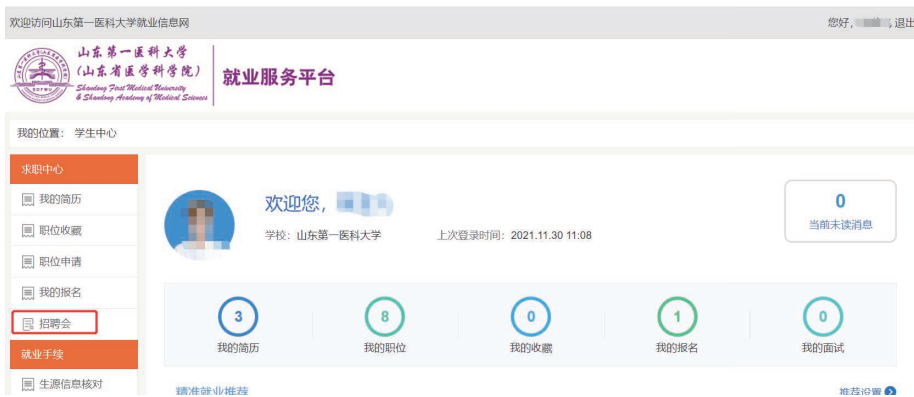 欢迎访问山东第一医科大学就业信息网
您好, , 退出
山东第一医科大学
(山东省医学科学院)
Shandong First Medical University
& Shandong Academy of Medical Sciences
SDFMU
就业服务平台
我的位置: 学生中心
求职中心
我的简历
职位收藏
职位申请
我的报名
招聘会
就业手续
生源信息核对
欢迎您,
学校: 山东第一医科大学 上次登录时间: 2021.11.30 11:08
0
当前未读消息
3
我的简历
8
我的职位
0
我的收藏
1
我的报名
0
我的面试
精准就业推荐
推荐设置